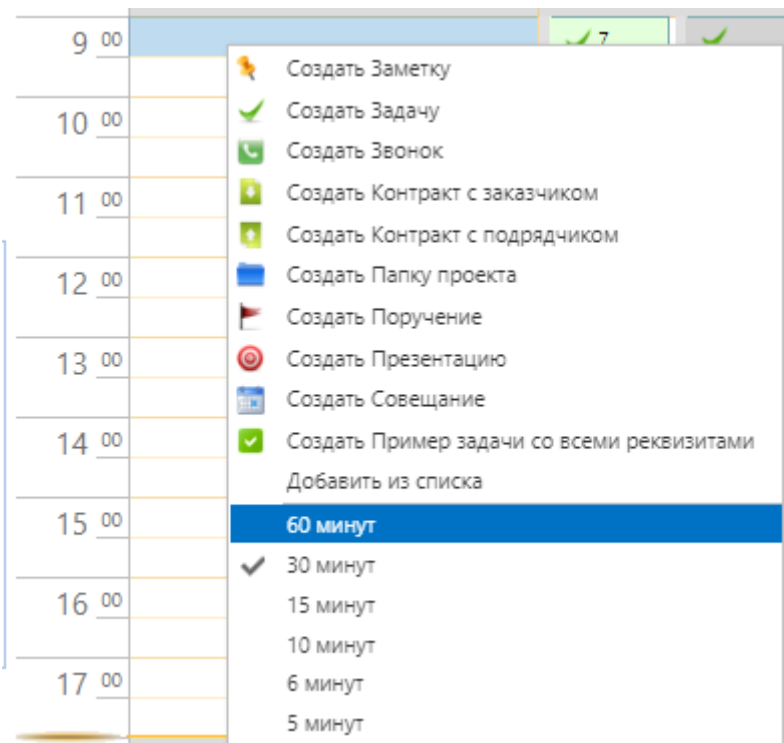 9 00
7
Создать Заметку
10 00
Создать Задачу
Создать Звонок
11 00
Создать Контракт с заказчиком
Создать Контракт с подрядчиком
12 00
Создать Папку проекта
Создать Поручение
13 00
Создать Презентацию
Создать Совещание
14 00
Создать Пример задачи со всеми реквизитами
Добавить из списка
15 00
60 минут
30 минут
16 00
15 минут
10 минут
17 00
6 минут
5 минут